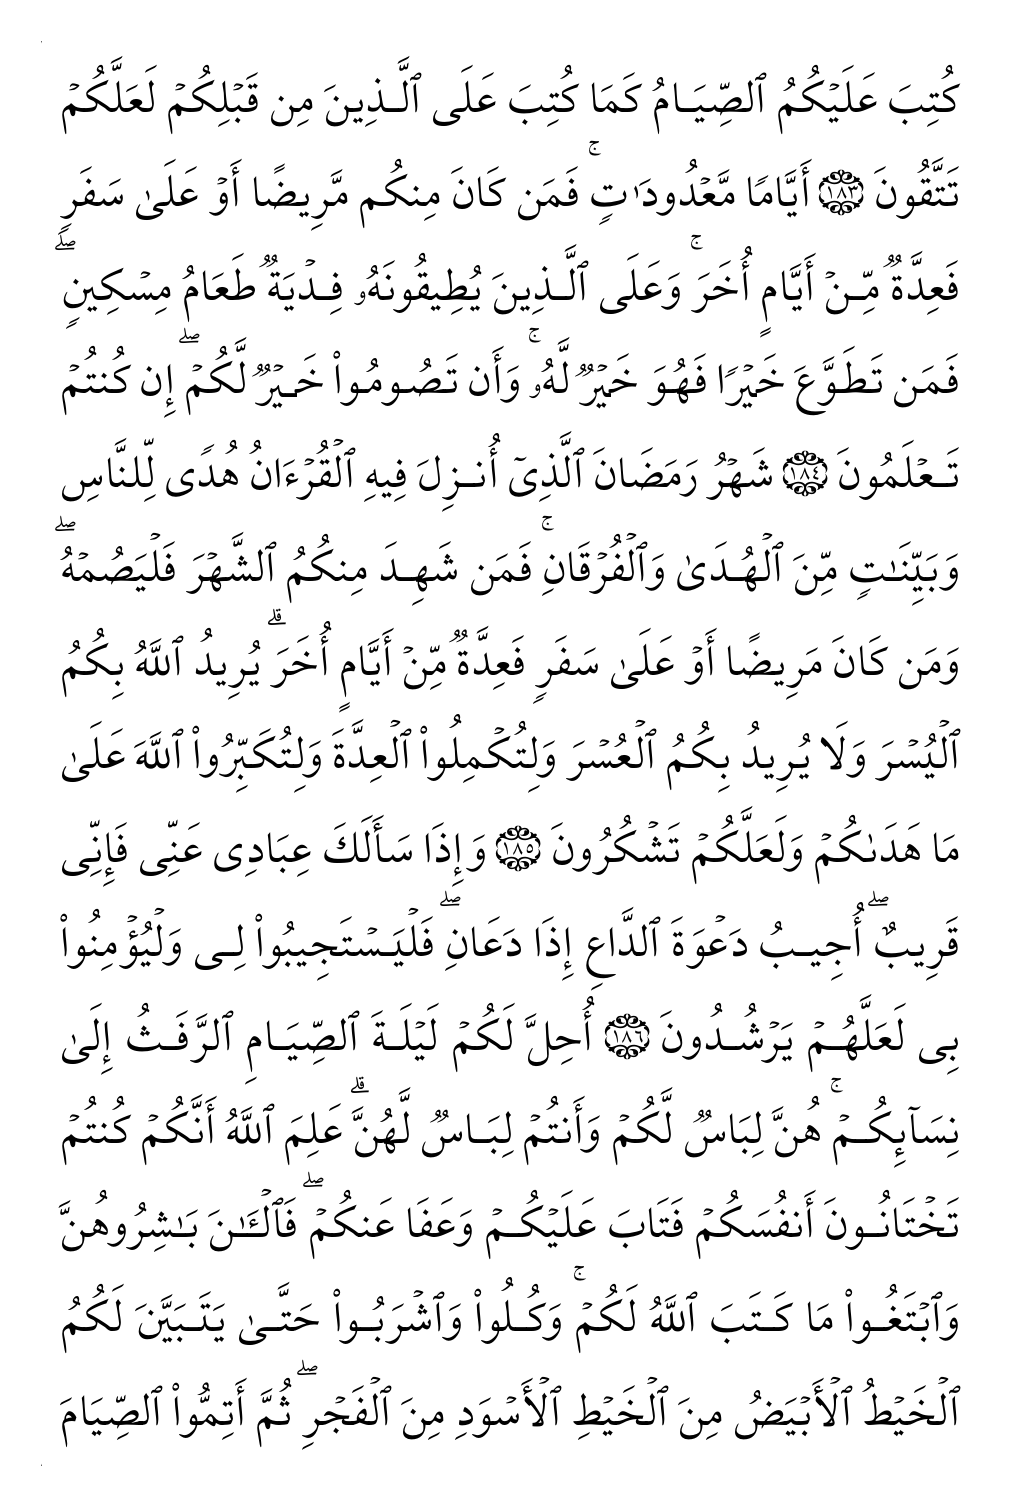 كُتِبَ عَلَيۡكُمُ ٱلصِّيَامُ كَمَا كُتِبَ عَلَى ٱلَّذِينَ مِن قَبۡلِكُمۡ لَعَلَّكُمۡ
تَتَّقُونَ ١٨٣ أَيَّامٗا مَّعۡدُودَٰتٖۚ فَمَن كَانَ مِنكُم مَّرِيضًا أَوۡ عَلَىٰ سَفَرٖ
فَعِدَّةٞ مِّنۡ أَيَّامٍ أُخَرَۚ وَعَلَى ٱلَّذِينَ يُطِيقُونَهُۥ فِدۡيَةٞ طَعَامُ مِسۡكِينٖۖ
فَمَن تَطَوَّعَ خَيۡرٗا فَهُوَ خَيۡرٞ لَّهُۥۚ وَأَن تَصُومُواْ خَيۡرٞ لَّكُمۡۖ إِن كُنتُمۡ
تَعۡلَمُونَ ١٨٤ شَهۡرُ رَمَضَانَ ٱلَّذِيٓ أُنزِلَ فِيهِ ٱلۡقُرۡءَانُ هُدٗى لِّلنَّاسِ
وَبَيِّنَٰتٖ مِّنَ ٱلۡهُدَىٰ وَٱلۡفُرۡقَانِۚ فَمَن شَهِدَ مِنكُمُ ٱلشَّهۡرَ فَلۡيَصُمۡهُۖ
وَمَن كَانَ مَرِيضًا أَوۡ عَلَىٰ سَفَرٖ فَعِدَّةٞ مِّنۡ أَيَّامٍ أُخَرَۗ يُرِيدُ ٱللَّهُ بِكُمُ
ٱلۡيُسۡرَ وَلَا يُرِيدُ بِكُمُ ٱلۡعُسۡرَ وَلِتُكۡمِلُواْ ٱلۡعِدَّةَ وَلِتُكَبِّرُواْ ٱللَّهَ عَلَىٰ
مَا هَدَىٰكُمۡ وَلَعَلَّكُمۡ تَشۡكُرُونَ ١٨٥ وَإِذَا سَأَلَكَ عِبَادِي عَنِّي فَإِنِّي
قَرِيبٌۖ أُجِيبُ دَعۡوَةَ ٱلدَّاعِ إِذَا دَعَانِۖ فَلۡيَسۡتَجِيبُواْ لِي وَلۡيُؤۡمِنُواْ
بِي لَعَلَّهُمۡ يَرۡشُدُونَ ١٨٦ أُحِلَّ لَكُمۡ لَيۡلَةَ ٱلصِّيَامِ ٱلرَّفَثُ إِلَىٰ
نِسَآئِكُمۡۚ هُنَّ لِبَاسٞ لَّكُمۡ وَأَنتُمۡ لِبَاسٞ لَّهُنَّۗ عَلِمَ ٱللَّهُ أَنَّكُمۡ كُنتُمۡ
تَخۡتَانُونَ أَنفُسَكُمۡ فَتَابَ عَلَيۡكُمۡ وَعَفَا عَنكُمۡۖ فَٱلۡـَٰٔنَ بَٰشِرُوهُنَّ
وَٱبۡتَغُواْ مَا كَتَبَ ٱللَّهُ لَكُمۡۚ وَكُلُواْ وَٱشۡرَبُواْ حَتَّىٰ يَتَبَيَّنَ لَكُمُ
ٱلۡخَيۡطُ ٱلۡأَبۡيَضُ مِنَ ٱلۡخَيۡطِ ٱلۡأَسۡوَدِ مِنَ ٱلۡفَجۡرِۖ ثُمَّ أَتِمُّواْ ٱلصِّيَامَ